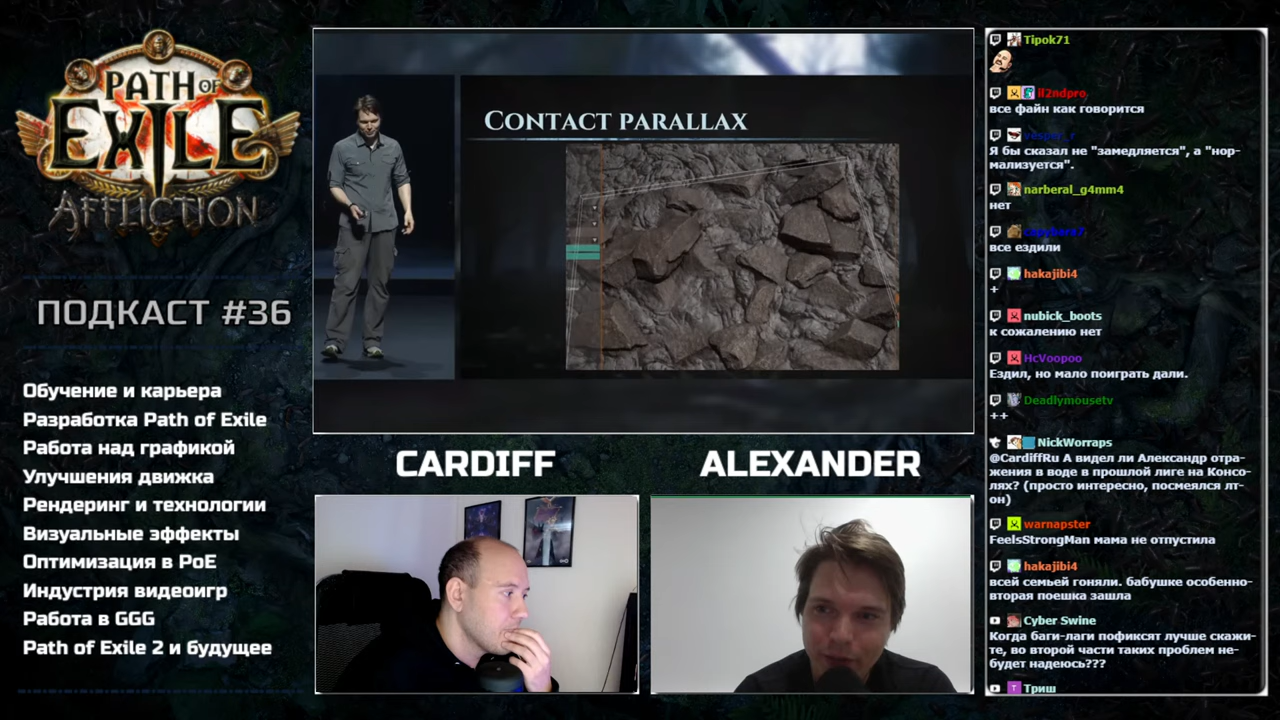 PATH OF
EXILE
AFFLICTION
ПОДКАСТ #36
Обучение и карьера
Разработка Path of Exile
Работа над графикой
Улучшения движка
Рендеринг и технологии
Визуальные эффекты
Оптимизация в PoE
Индустрия видеоигр
Работа в GGG
Path of Exile 2 и будущее
CONTACT PARALLAX
CARDIFF
ALEXANDER
Tipok71
il2ndpro
все файн как говорится
Я бы сказал не "замедляется", а "нор-
мализуется".
narberal_g4mm4
нет
capybara7
все ездили
hakajibi4
+
nubick_boots
к сожалению нет
HcVoopoo
Ездил, но мало поиграть дали.
Deadlymousetv
++
NickWorraps
@CardiffRu А видел ли Александр отра-
жения в воде в прошлой лиге на Консо-
лях? (просто интересно, посмеялся лт-
он)
warnapster
FeelsStrongMan мама не отпустила
hakajibi4
всей семьей гоняли. бабушке особенно-
вторая поешка зашла
Cyber Swine
Когда баги-лаги пофиксят лучше скажи-
те, во второй части таких проблем не-
будет надеюсь???
Т Триш